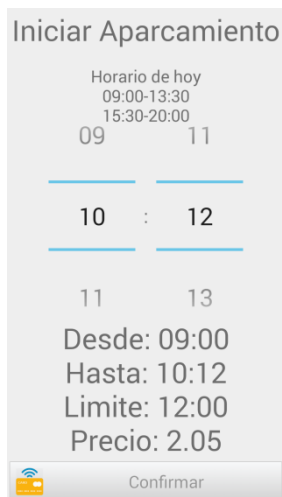 Iniciar Aparcamiento
Horario de hoy
09:00-13:30
15:30-20:00
09 11
10 : 12
11 13
Desde: 09:00
Hasta: 10:12
Limite: 12:00
Precio: 2.05
Confirmar